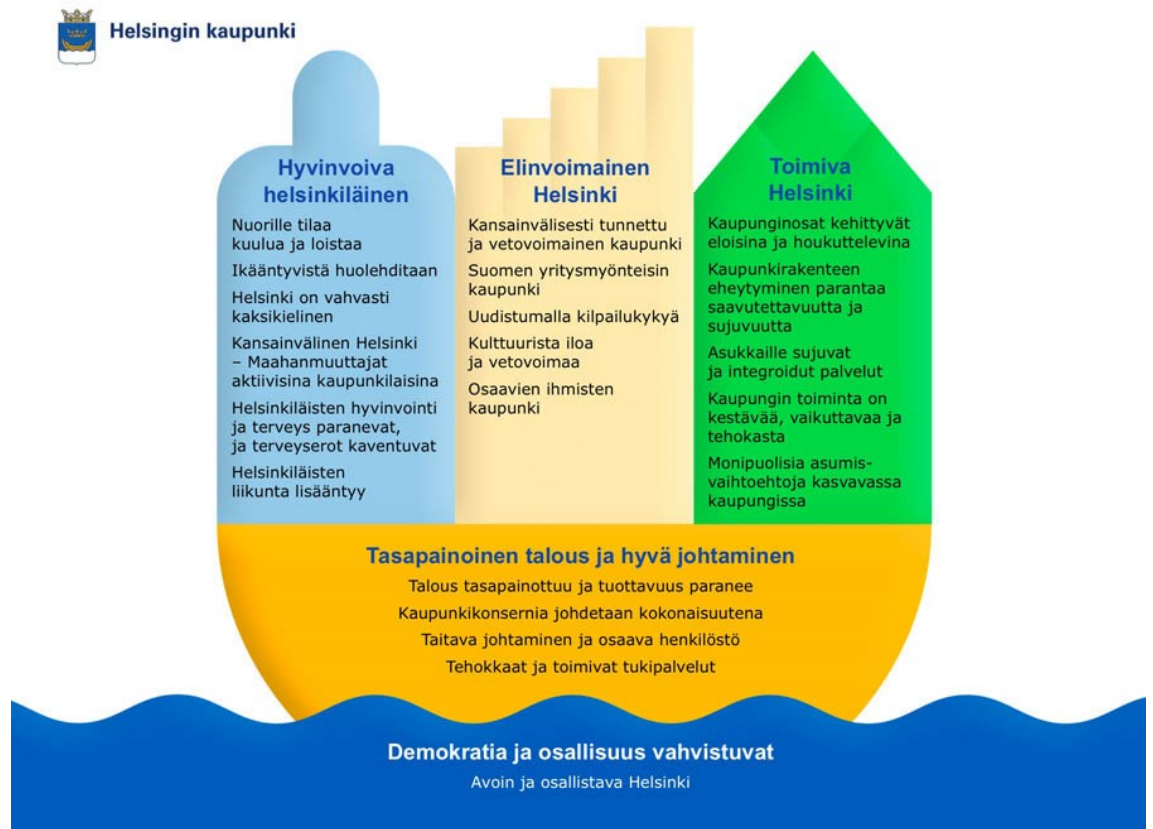 Helsingin kaupunki
Hyvinvoiva
helsinkiläinen
Nuorille tilaa
kuulua ja loistaa
Ikääntyvistä huolehditaan
Helsinki on vahvasti
kaksikielinen
Kansainvälinen Helsinki
– Maahanmuuttajat
aktiivisina kaupunkilaisina
Helsinkiläisten hyvinvointi
ja terveys paranevat,
ja terveyserot kaventuvat
Helsinkiläisten
liikunta lisääntyy
Elinvoimainen
Helsinki
Kansainvälisesti tunnettu
ja vetovoimainen kaupunki
Suomen yritysmyönteisin
kaupunki
Uudistumalla kilpailukykyä
Kulttuurista iloa
ja vetovoimaa
Osaavien ihmisten
kaupunki
Toimiva
Helsinki
Kaupunginosat kehittyvät
eloisina ja houkuttelevina
Kaupunkirakenteen
eheytyminen parantaa
saavutettavuutta ja
sujuvuutta
Asukkaille sujuvat
ja integroidut palvelut
Kaupungin toiminta on
kestävää, vaikuttavaa ja
tehokasta
Monipuolisia asumis-
vaihtoehtoja kasvavassa
kaupungissa
Tasapainoinen talous ja hyvä johtaminen
Talous tasapainottuu ja tuottavuus paranee
Kaupunkikonsernia johdetaan kokonaisuutena
Taitava johtaminen ja osaava henkilöstö
Tehokkaat ja toimivat tukipalvelut
Demokratia ja osallisuus vahvistuvat
Avoin ja osallistava Helsinki